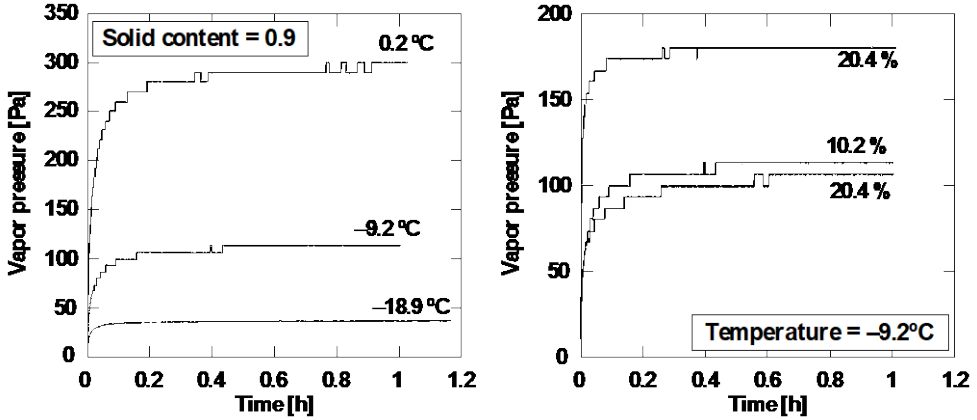 Solid content = 0.9
0.2 ºC
–9.2 ºC
–18.9 ºC
Vapor pressure [Pa]
350
300
250
200
150
100
50
0
0 0.2 0.4 0.6 0.8 1 1.2
Time [h]
20.4 %
10.2 %
20.4 %
Temperature = –9.2ºC
Vapor pressure [Pa]
200
150
100
50
0
0 0.2 0.4 0.6 0.8 1 1.2
Time [h]